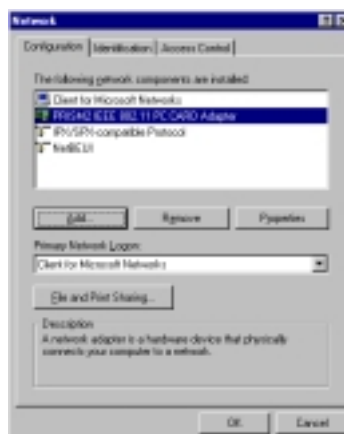 Network
Configuration Identification Access Control
The following network components are installed:
Client for Microsoft Networks
PRISM2 IEEE 802.11 PC CARD Adapter
IPX/SPX-compatible Protocol
NetBEUI
Add... Remove Properties
Primary Network Logon:
Client for Microsoft Networks
File and Print Sharing...
Description
A network adapter is a hardware device that physically
connects your computer to a network.
OK Cancel